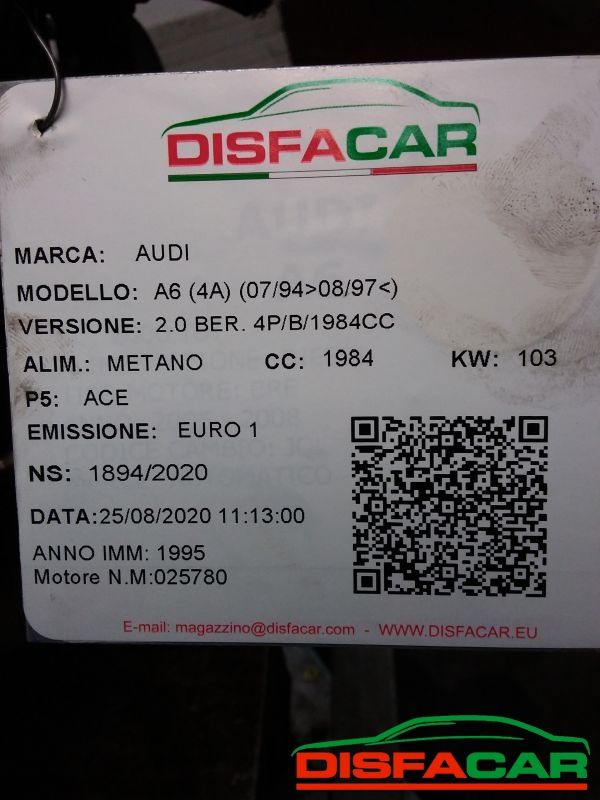 DISFACAR
MARCA: AUDI
MODELLO: A6 (4A) (07/94>08/97<)
VERSIONE: 2.0 BER. 4P/B/1984CC
ALIM.: METANO CC: 1984 KW: 103
P5: ACE
EMISSIONE: EURO 1
NS: 1894/2020
DATA:25/08/2020 11:13:00
ANNO IMM: 1995
Motore N.M:025780
E-mail: magazzino@disfacar.com - WWW.DISFACAR.EU
DISFACAR